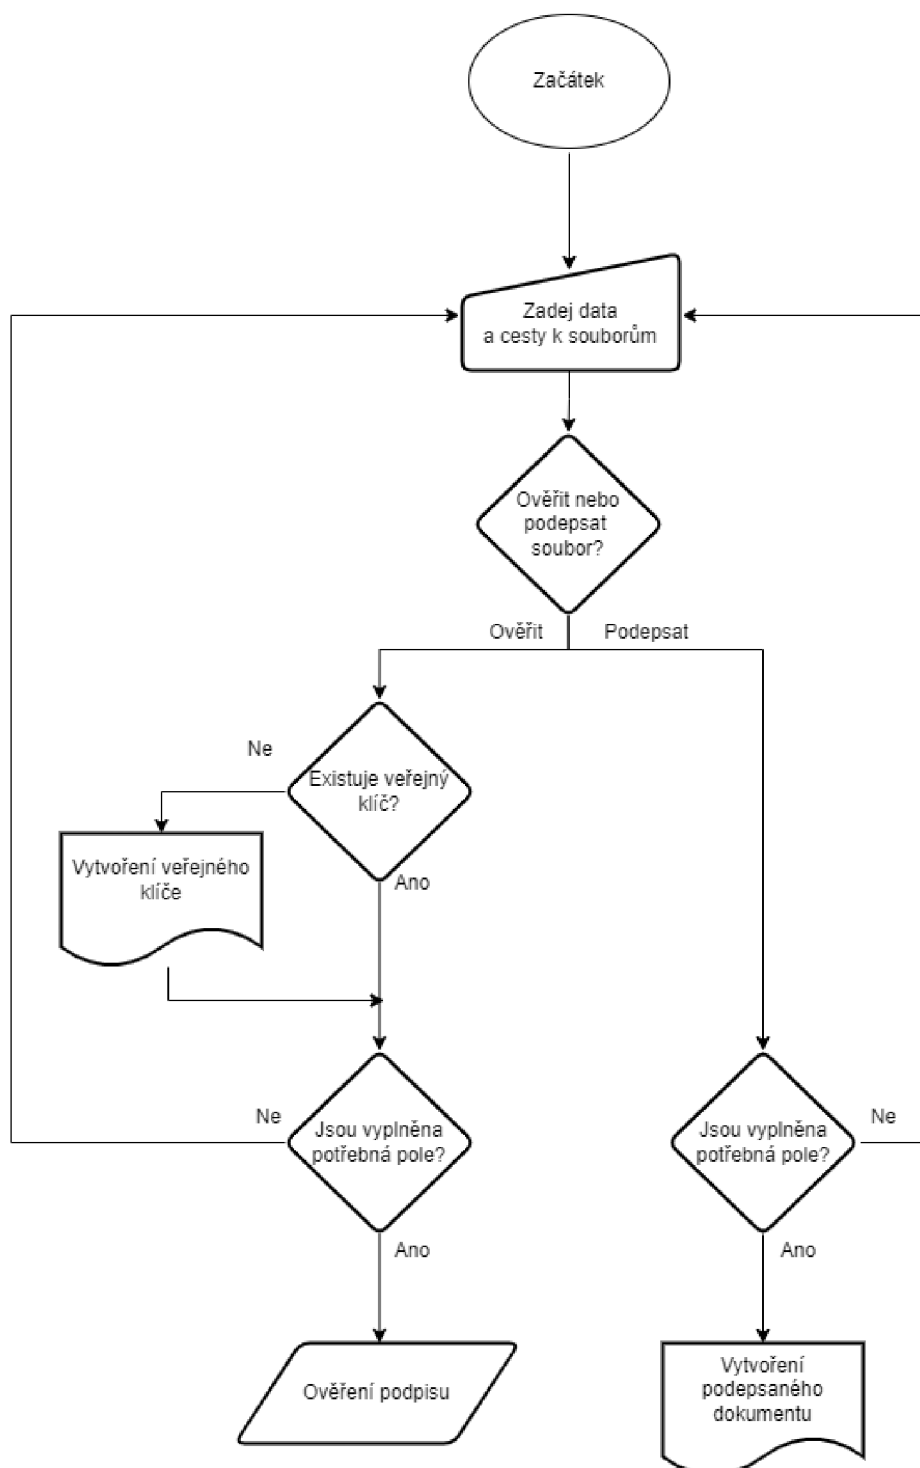 Začátek
Zadej data
a cesty k souborům
Ověřit nebo
podepsat
soubor?
Ověřit
Podepsat
Ne
Existuje veřejný
klíč?
Vytvoření veřejného
klíče
Ano
Ne
Jsou vyplněna
potřebná pole?
Jsou vyplněna
potřebná pole?
Ne
Ano
Ano
Ověření podpisu
Vytvoření
podepsaného
dokumentu